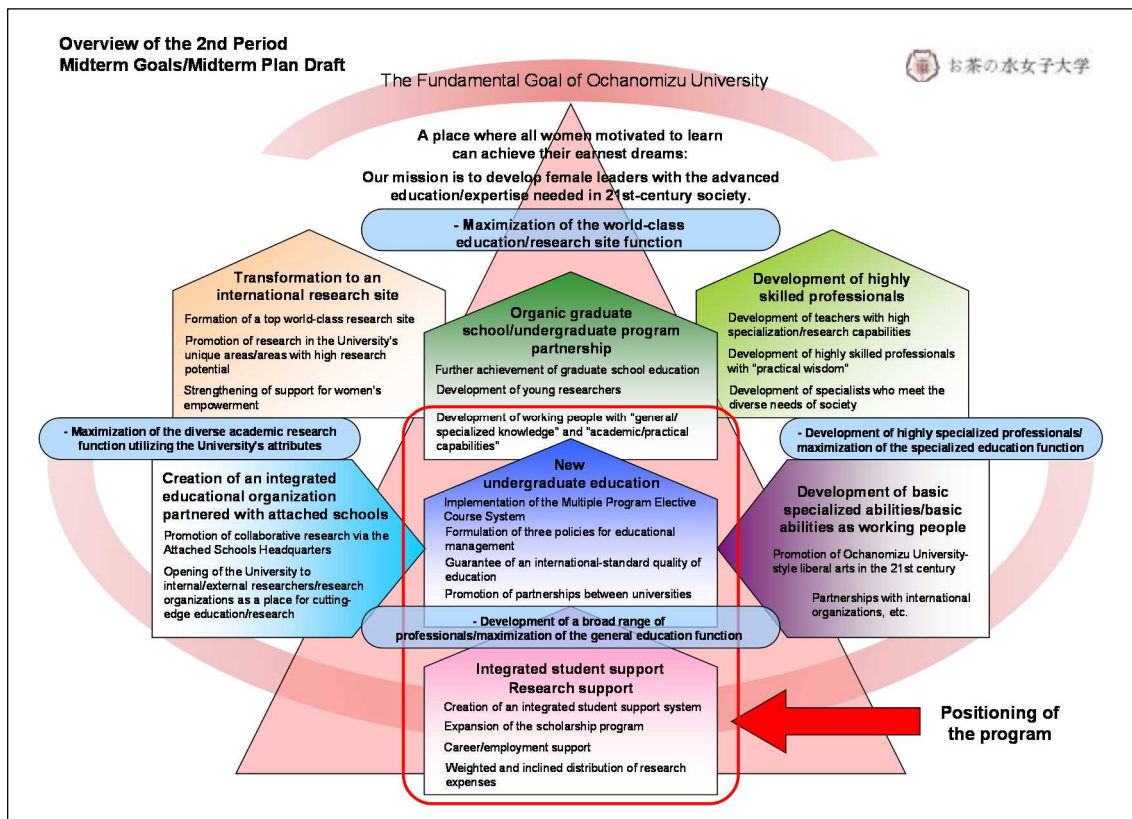 Overview of the 2nd Period
Midterm Goals/Midterm Plan Draft
お茶の水女子大学
The Fundamental Goal of Ochanomizu University
A place where all women motivated to learn
can achieve their earnest dreams:
Our mission is to develop female leaders with the advanced
education/expertise needed in 21st-century society.
- Maximization of the world-class
education/research site function
Transformation to an
international research site
Formation of a top world-class research site
Promotion of research in the University's
unique areas/areas with high research
potential
Strengthening of support for women's
empowerment
Organic graduate
school/undergraduate program
partnership
Further achievement of graduate school education
Development of young researchers
Development of working people with "general/
specialized knowledge" and "academic/practical
capabilities"
Development of highly
skilled professionals
Development of teachers with high
specialization/research capabilities
Development of highly skilled professionals
with "practical wisdom"
Development of specialists who meet the
diverse needs of society
- Maximization of the diverse academic research
function utilizing the University's attributes
- Development of highly specialized professionals/
maximization of the specialized education function
Creation of an integrated
educational organization
partnered with attached schools
Promotion of collaborative research via the
Attached Schools Headquarters
Opening of the University to
internal/external researchers/research
organizations as a place for cutting-
edge education/research
New
undergraduate education
Implementation of the Multiple Program Elective
Course System
Formulation of three policies for educational
management
Guarantee of an international-standard quality of
education
Promotion of partnerships between universities
Development of basic
specialized abilities/basic
abilities as working people
Promotion of Ochanomizu University-
style liberal arts in the 21st century
Partnerships with international
organizations, etc.
- Development of a broad range of
professionals/maximization of the general education function
Integrated student support
Research support
Creation of an integrated student support system
Expansion of the scholarship program
Career/employment support
Weighted and inclined distribution of research
expenses
Positioning of
the program